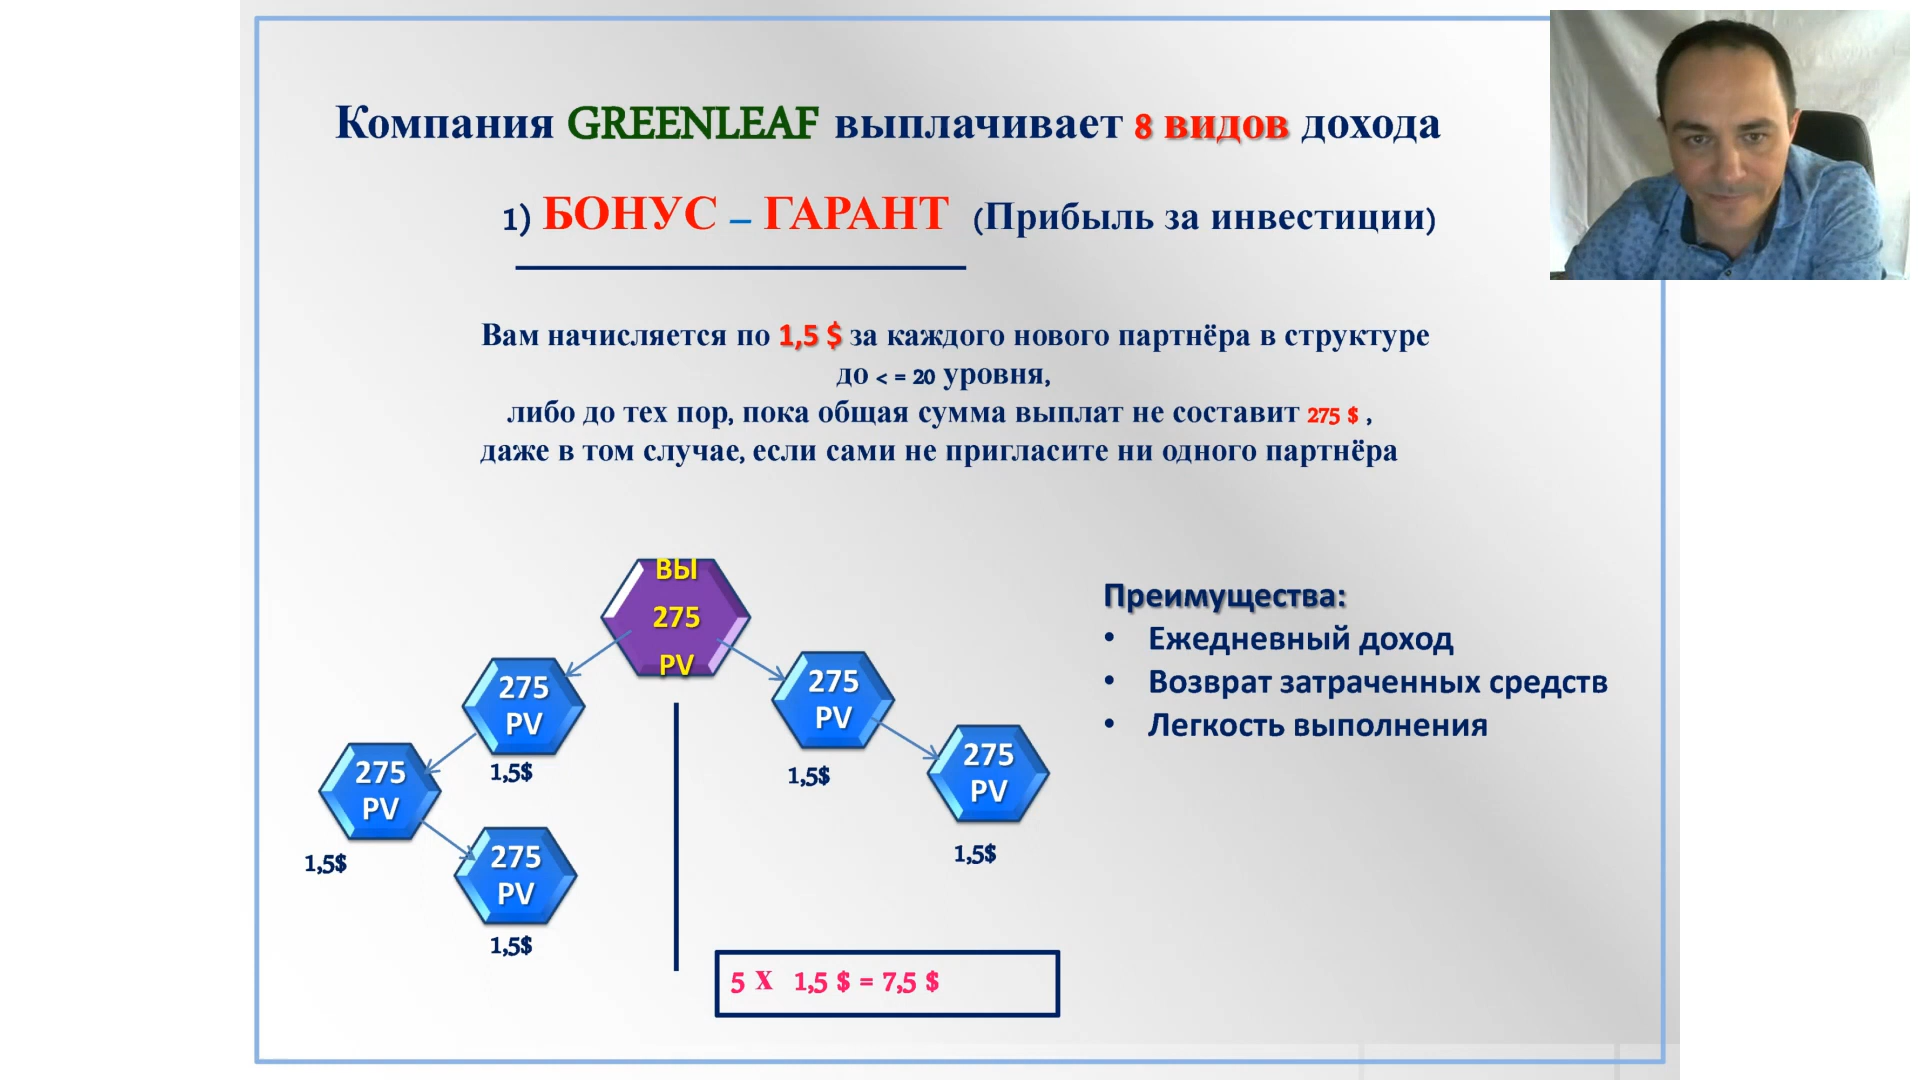 Компания GREENLEAF выплачивает 8 видов дохода
1) БОНУС – ГАРАНТ (Прибыль за инвестиции)
Вам начисляется по 1,5 $ за каждого нового партнёра в структуре
до < = 20 уровня,
либо до тех пор, пока общая сумма выплат не составит 275 $ ,
даже в том случае, если сами не пригласите ни одного партнёра
ВЫ
275
PV
275
PV
1,5$
275
PV
1,5$
275
PV
1,5$
275
PV
1,5$
275
PV
1,5$
Преимущества:
• Ежедневный доход
• Возврат затраченных средств
• Легкость выполнения
5 х 1,5 $ = 7,5 $